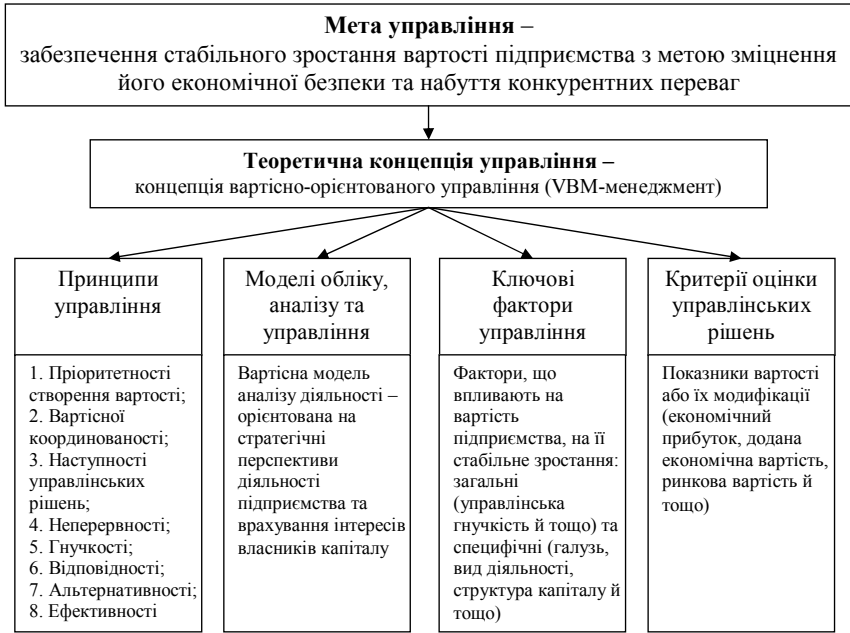 Мета управління –
забезпечення стабільного зростання вартості підприємства з метою зміцнення
його економічної безпеки та набуття конкурентних переваг
Теоретична концепція управління –
концепція вартісно-орієнтованого управління (VBM-менеджмент)
Принципи
управління
1. Пріоритетності
створення вартості;
2. Вартісної
координованості;
3. Наступності
управлінських
рішень;
4. Неперервності;
5. Гнучкості;
6. Відповідності;
7. Альтернативності;
8. Ефективності
Моделі обліку,
аналізу та
управління
Вартісна модель
аналізу діяльності –
орієнтована на
стратегічні
перспективи
діяльності
підприємства та
врахування інтересів
власників капіталу
Ключові
фактори
управління
Фактори, що
впливають на
вартість
підприємства, на її
стабільне зростання:
загальні
(управлінська
гнучкість й тощо) та
специфічні (галузь,
вид діяльності,
структура капіталу й
тощо)
Критерії оцінки
управлінських
рішень
Показники вартості
або їх модифікації
(економічний
прибуток, додана
економічна вартість,
ринкова вартість й
тощо)